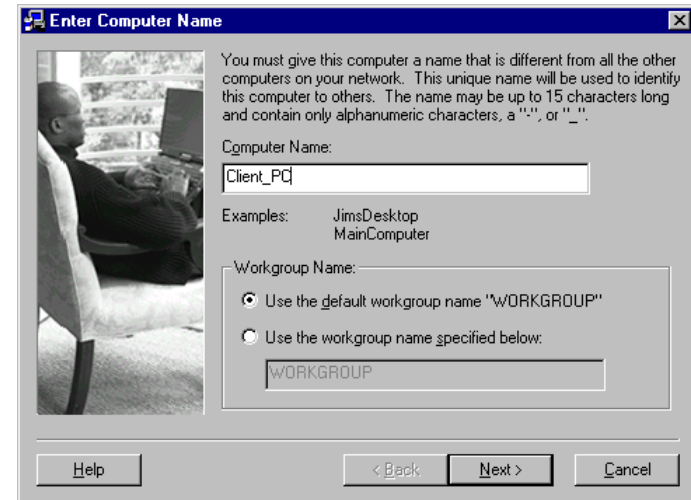 Enter Computer Name
You must give this computer a name that is different from all the other
computers on your network. This unique name will be used to identify
this computer to others. The name may be up to 15 characters long
and contain only alphanumeric characters, a "-", or "_".
Computer Name:
Client_PC
Examples: JimsDesktop
MainComputer
Workgroup Name:
Use the default workgroup name "WORKGROUP"
Use the workgroup name specified below:
WORKGROUP
Help < Back Next > Cancel